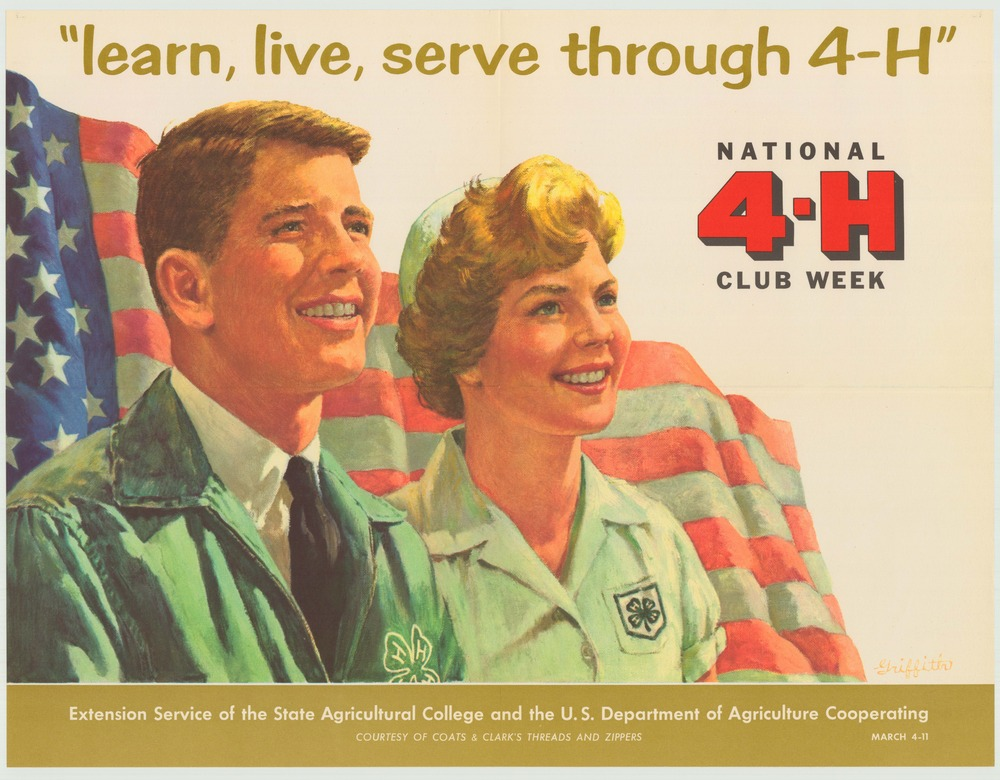 "learn, live, serve through 4-H"
NATIONAL
4-H
CLUB WEEK
H H
Griffith
Extension Service of the State Agricultural College and the U. S. Department of Agriculture Cooperating
COURTESY OF COATS & CLARK'S THREADS AND ZIPPERS
MARCH 4-11